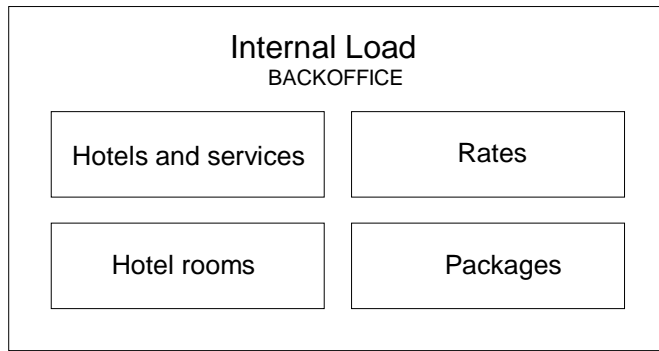 Internal Load
BACKOFFICE
Hotels and services
Rates
Hotel rooms
Packages